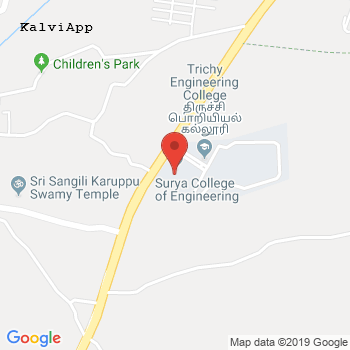 KalviApp
Children's Park
Trichy
Engineering
College
திருச்சி
பொறியியல்
கல்லூரி
Surya College
of Engineering
Sri Sangili Karuppu
Swamy Temple
Google
Map data ©2019 Google